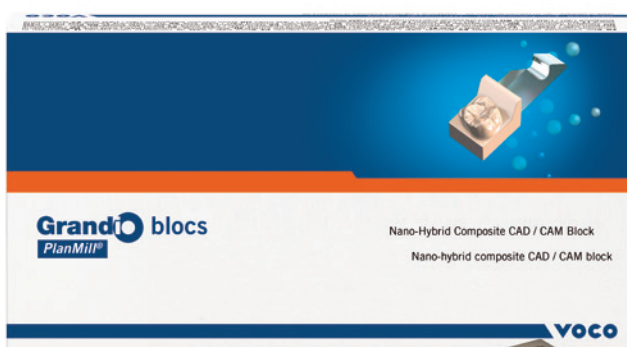 Grandio blocs
PlanMill®
Nano-Hybrid Composite CAD / CAM Block
Nano-hybrid composite CAD / CAM block
VOCO